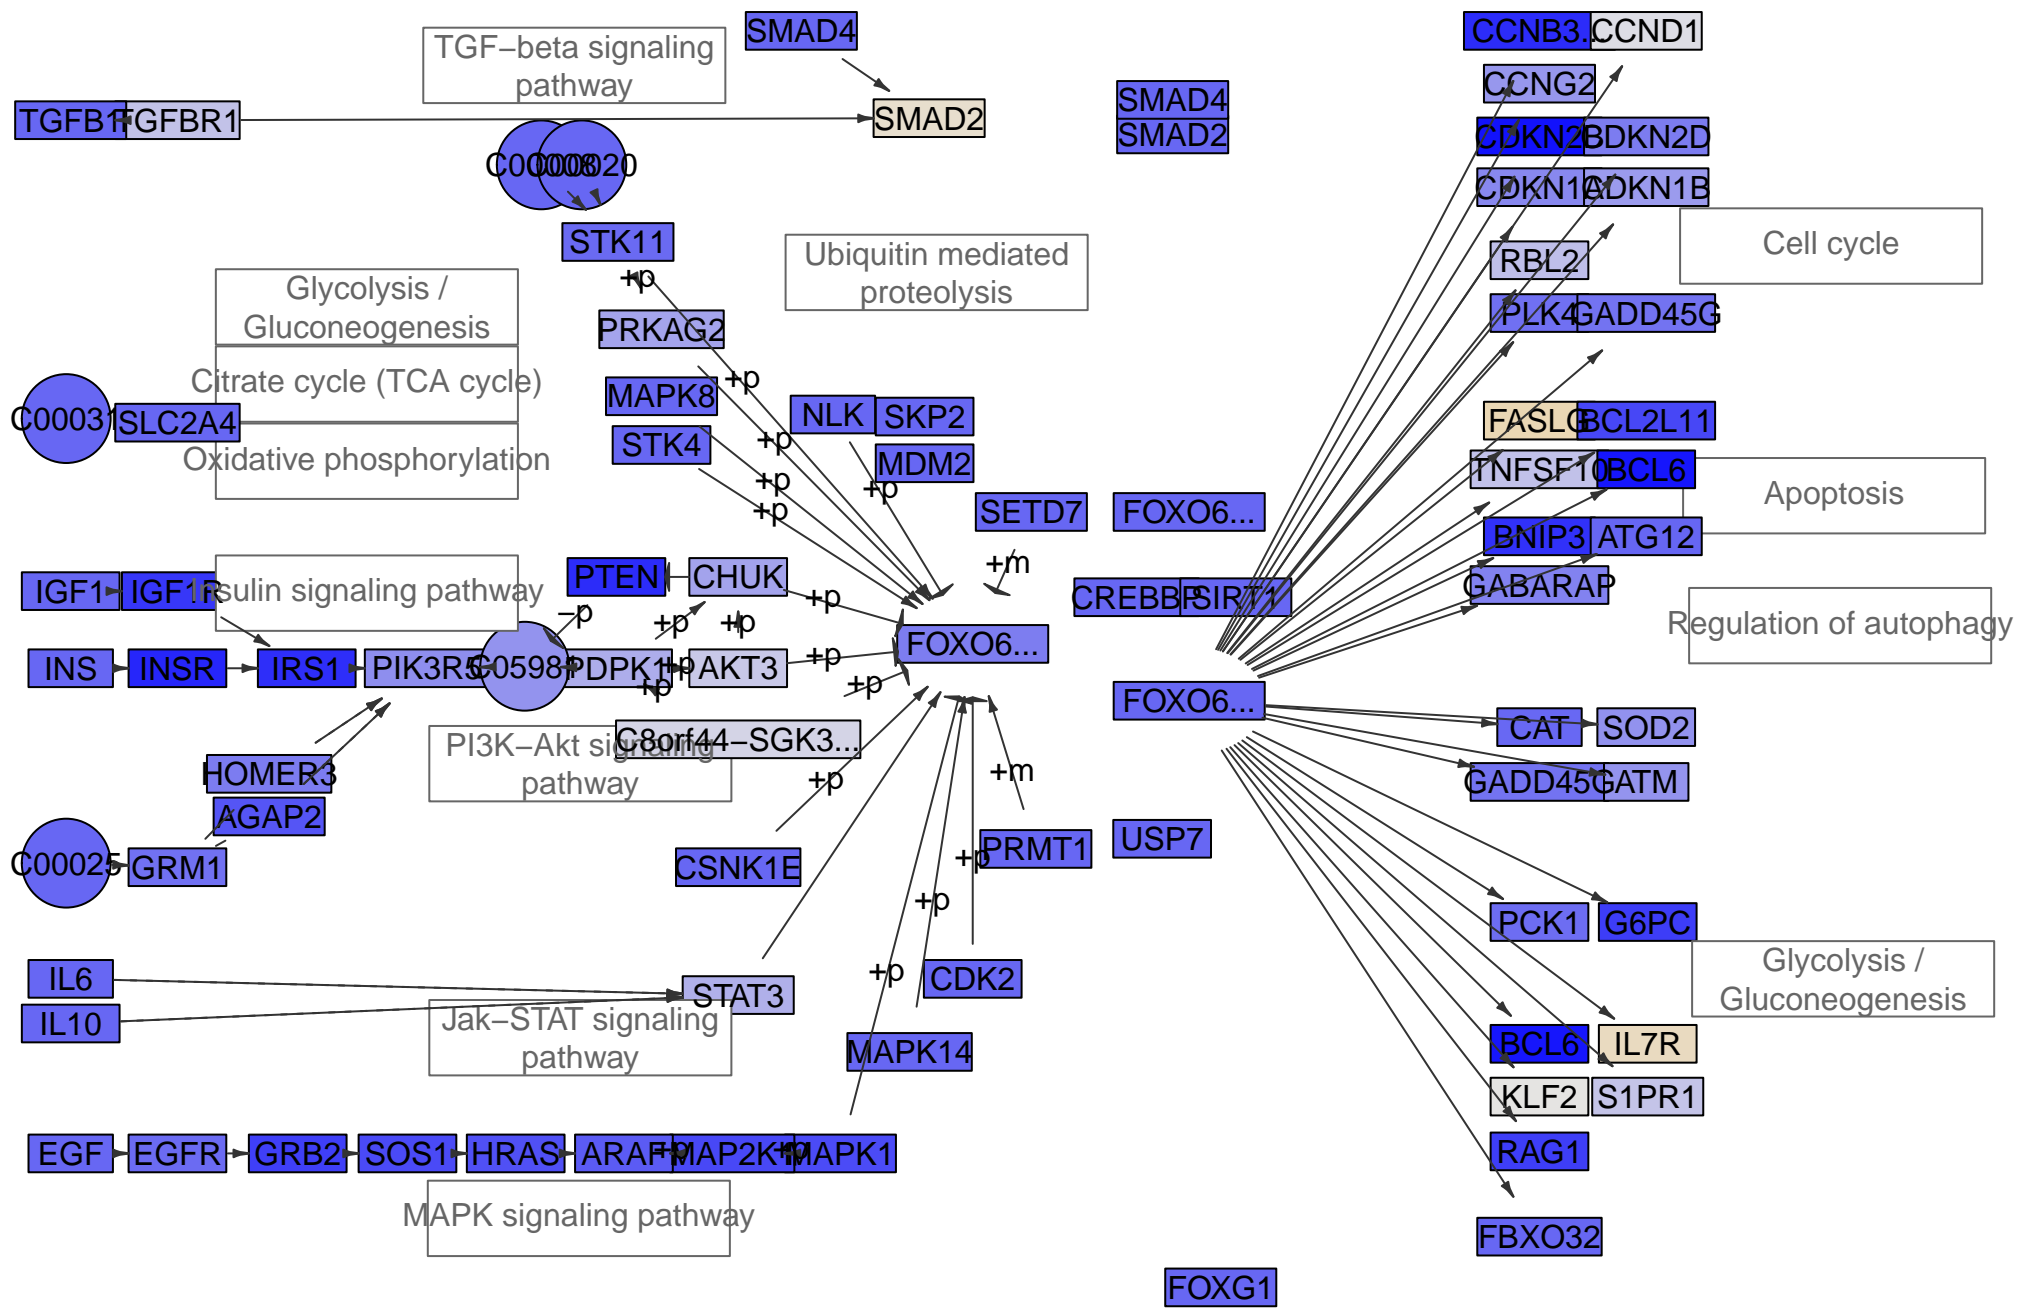 SMAD4
CCNB3...
CCND1
TGF−beta signaling
pathway
CCNG2
SMAD4
SMAD2
TGFB1
TGFBR1
SMAD2
CDKN2B
CDKN2D
C00020
CDKN1A
CDKN1B
STK11
Ubiquitin mediated
proteolysis
RBL2
Cell cycle
+p
Glycolysis /
Gluconeogenesis
PRKAG2
PLK4
GADD45G
Citrate cycle (TCA cycle)
+p
MAPK8
NLK
SKP2
FASLG
BCL2L11
C00031
SLC2A4
STK4
+p
MDM2
Oxidative phosphorylation
TNFSF10
BCL6
Apoptosis
+p
+p
+p
SETD7
FOXO6...
BNIP3
ATG12
+m
IGF1
IGF1R
Insulin signaling pathway
PTEN
CHUK
GABARAP
−p
+p
CREBBP
SIRT1
+p
+p
Regulation of autophagy
FOXO6...
INS
INSR
IRS1
PIK3R5
C05981
PDPK1
+p
AKT3
+p
+p
+p
FOXO6...
CAT
SOD2
PI3K−Akt signaling
pathway
C8orf44−SGK3...
HOMER3
+p
+m
GADD45G
GATM
AGAP2
C00025
GRM1
CSNK1E
+p
PRMT1
USP7
+p
PCK1
G6PC
IL6
STAT3
+p
CDK2
Glycolysis /
Gluconeogenesis
IL10
Jak−STAT signaling
pathway
MAPK14
BCL6
IL7R
KLF2
S1PR1
EGF
EGFR
GRB2
SOS1
HRAS
ARAF
+p
MAP2K1
+p
MAPK1
RAG1
MAPK signaling pathway
FBXO32
FOXG1